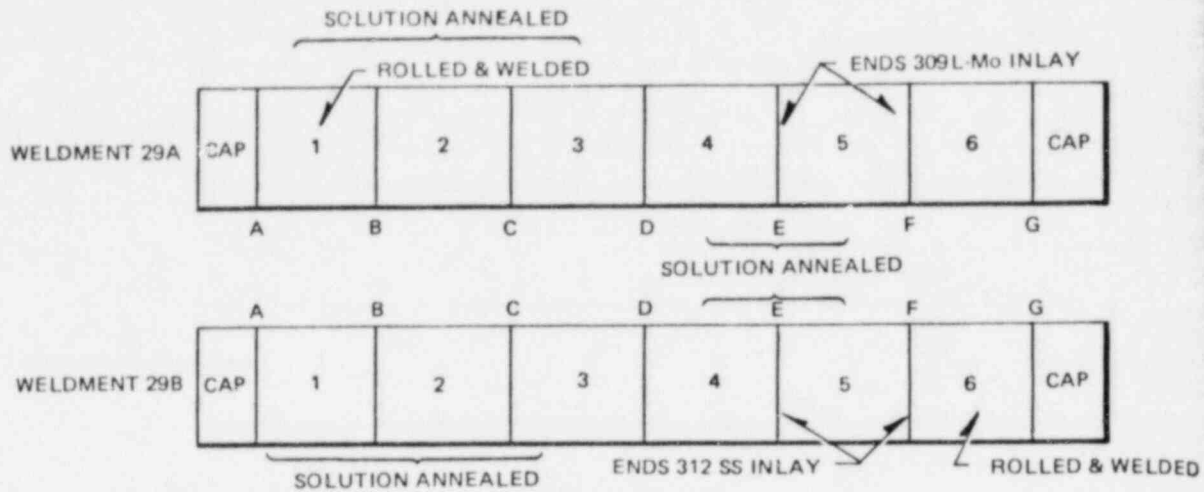 SOLUTION ANNEALED
ROLLED & WELDED
ENDS 309L-Mo INLAY
WELDMENT 29A CAP 1 2 3 4 5 6 CAP
A B C D E F G
SOLUTION ANNEALED
A B C D E F G
WELDMENT 29B CAP 1 2 3 4 5 6 CAP
ENDS 312 SS INLAY ROLLED & WELDED
SOLUTION ANNEALED